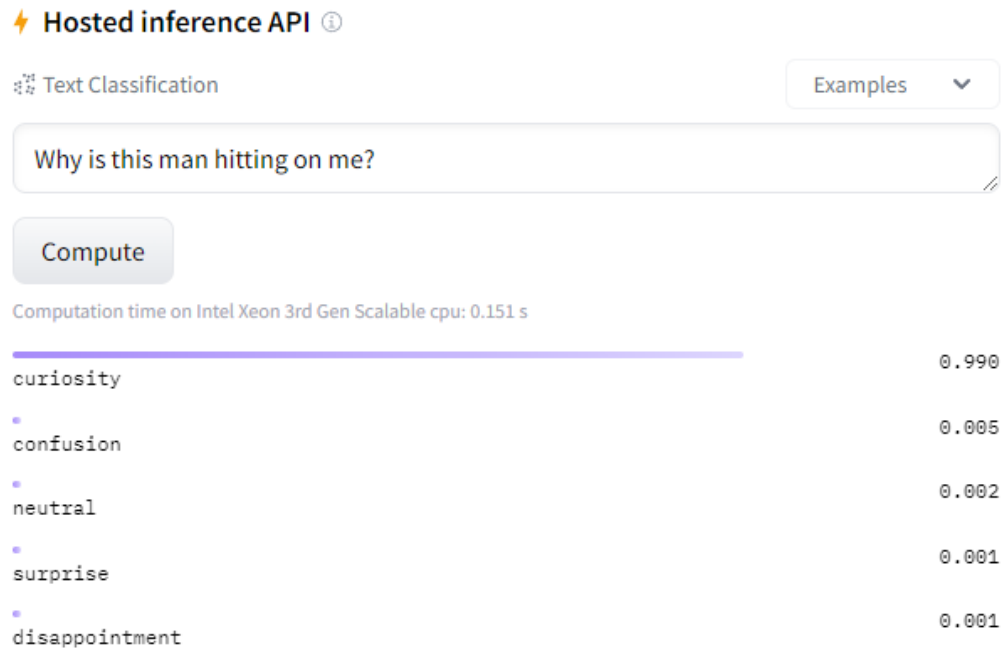 Hosted inference API
Text Classification
Examples
Why is this man hitting on me?
Compute
Computation time on Intel Xeon 3rd Gen Scalable cpu: 0.151 s
0.990
curiosity
0.005
confusion
0.002
neutral
0.001
surprise
0.001
disappointment